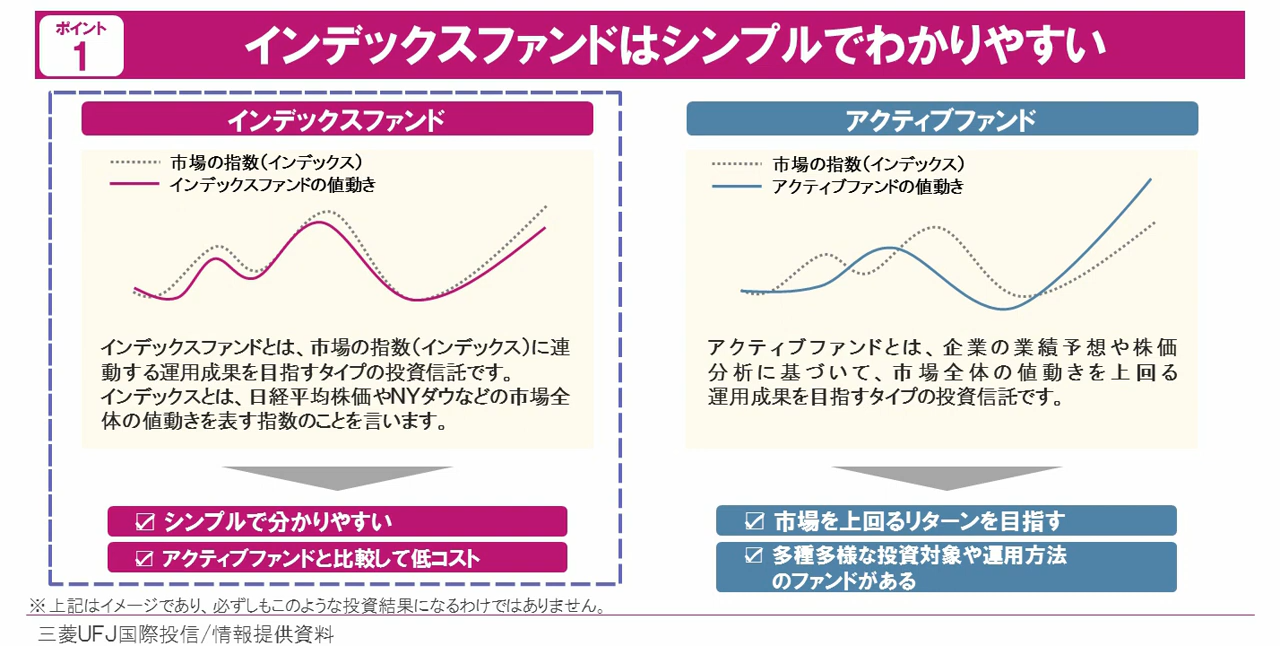 ポイント
1
インデックスファンドはシンプルでわかりやすい
インデックスファンド
市場の指数(インデックス)
インデックスファンドの値動き
インデックスファンドとは、市場の指数(インデックス)に連
動する運用成果を目指すタイプの投資信託です。
インデックスとは、日経平均株価やNYダウなどの市場全
体の値動きを表す指数のことを言います。
☑ シンプルで分かりやすい
☑ アクティブファンドと比較して低コスト
アクティブファンド
市場の指数(インデックス)
アクティブファンドの値動き
アクティブファンドとは、企業の業績予想や株価
分析に基づいて、市場全体の値動きを上回る
運用成果を目指すタイプの投資信託です。
☑ 市場を上回るリターンを目指す
☑ 多種多様な投資対象や運用方法
のファンドがある
※上記はイメージであり、必ずしもこのような投資結果になるわけではありません。
三菱UFJ国際投信/情報提供資料